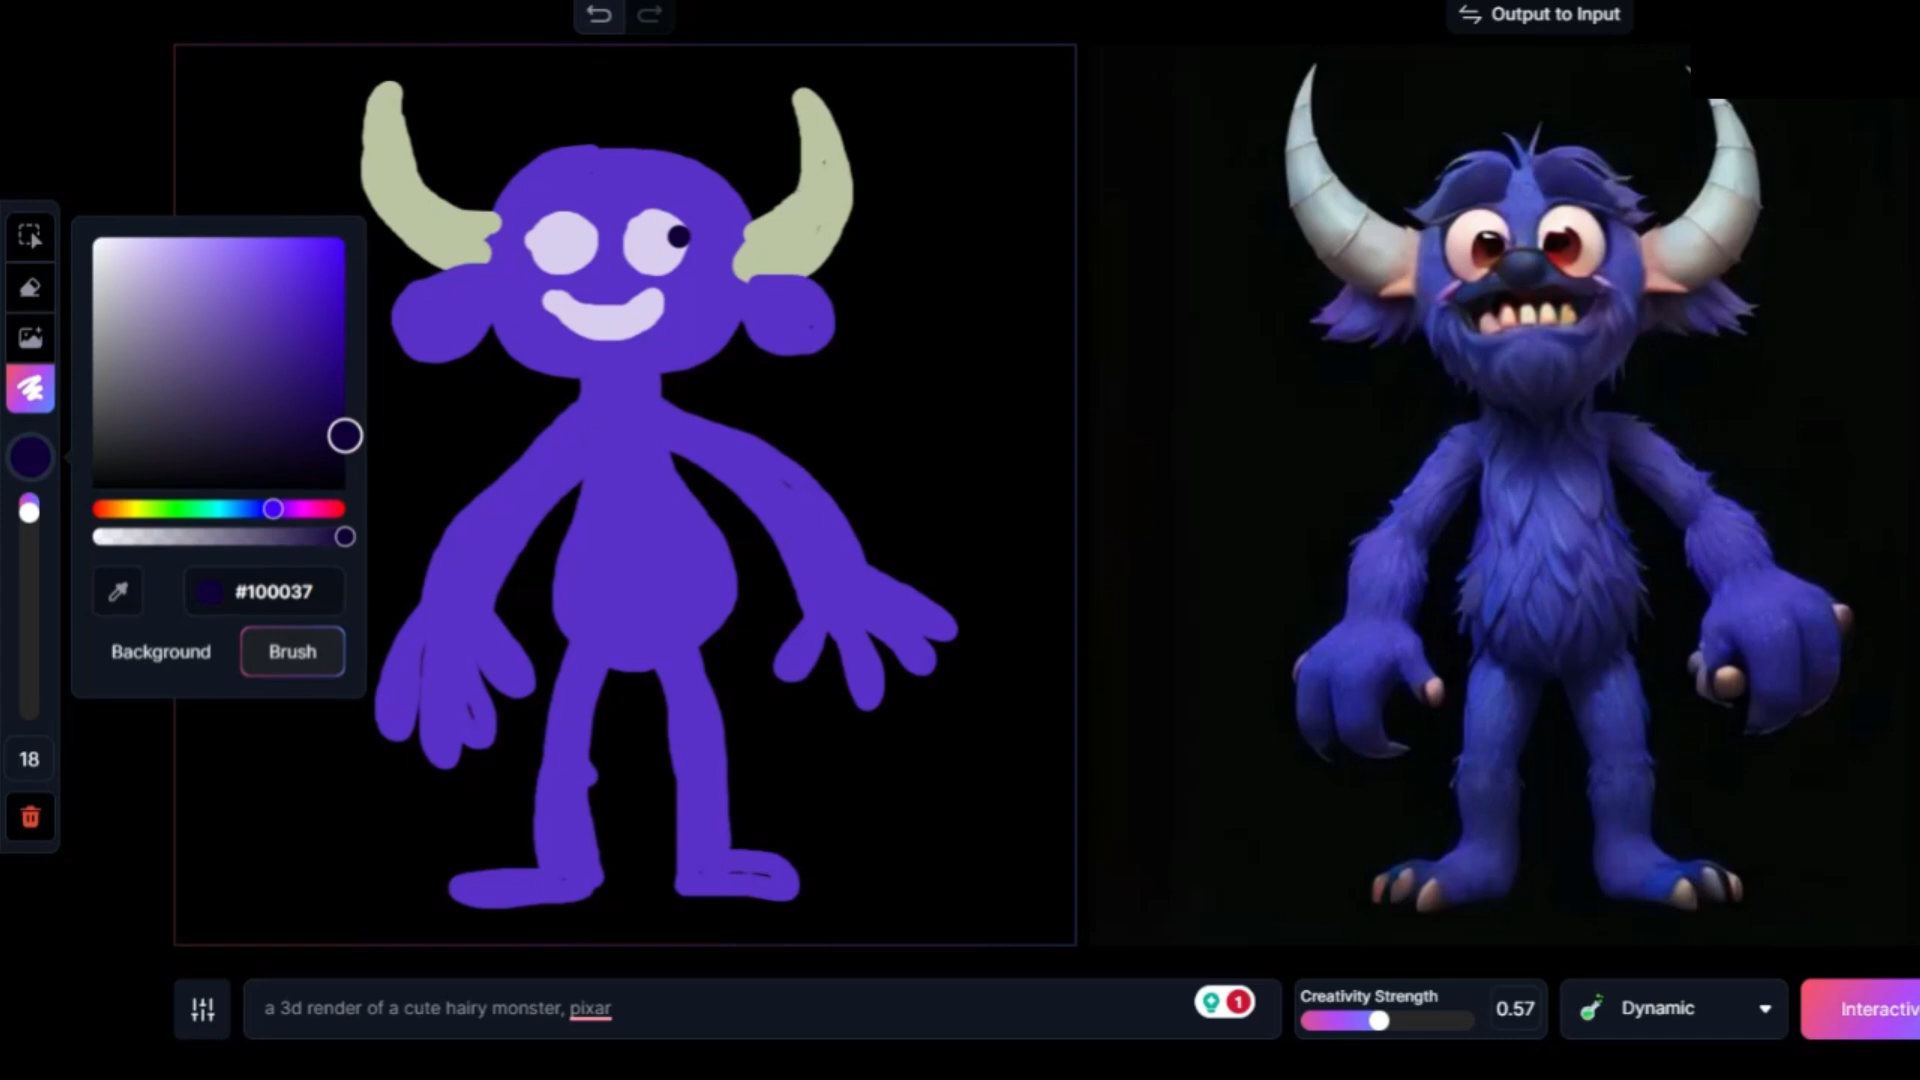 Output to Input
#100037
Background
Brush
18
a 3d render of a cute hairy monster, pixar
1
Creativity Strength
0.57
Dynamic
Interactiv